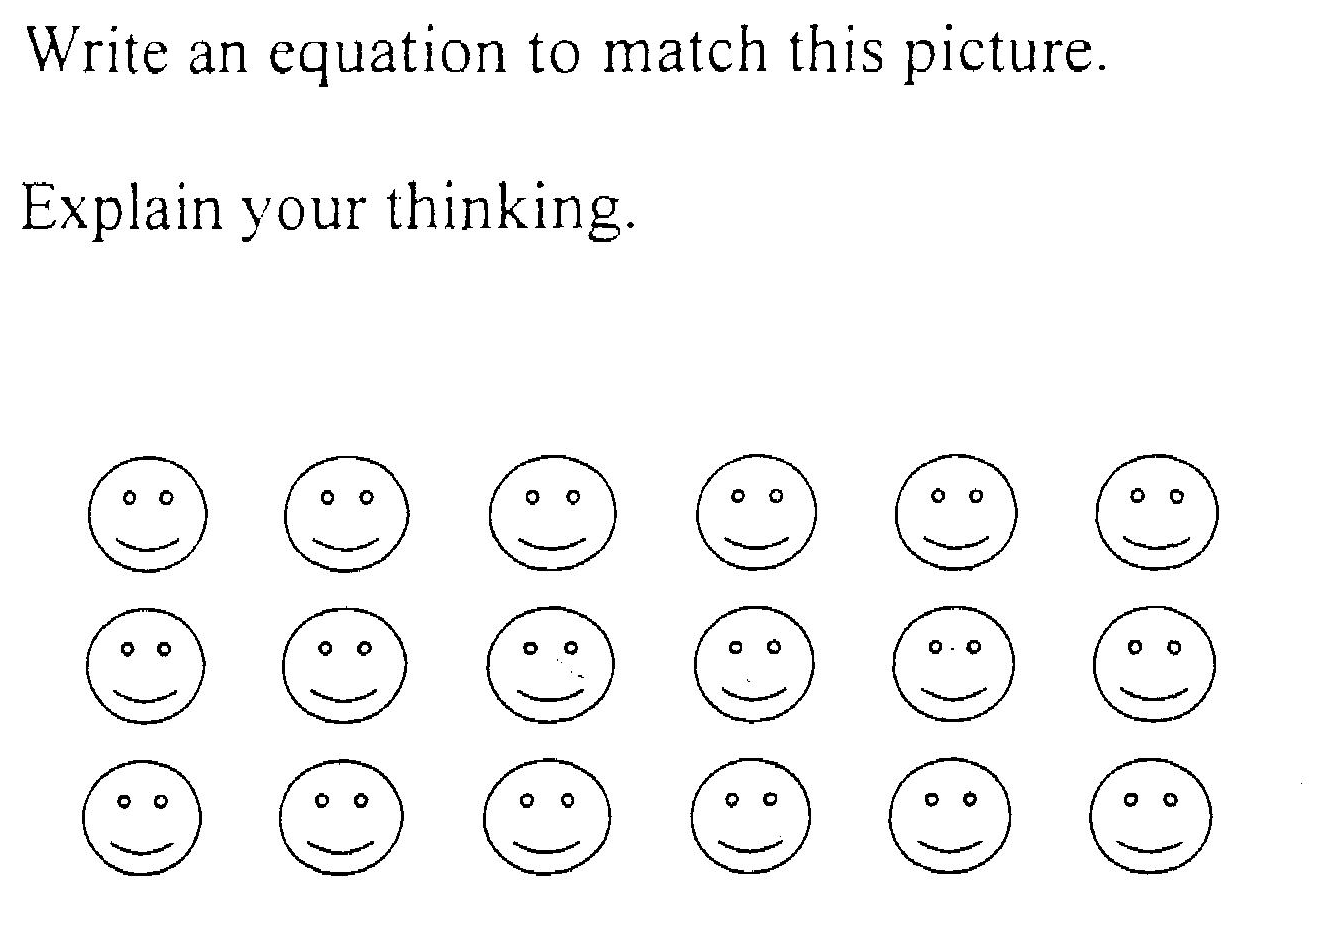 Write an equation to match this picture.
Explain your thinking.